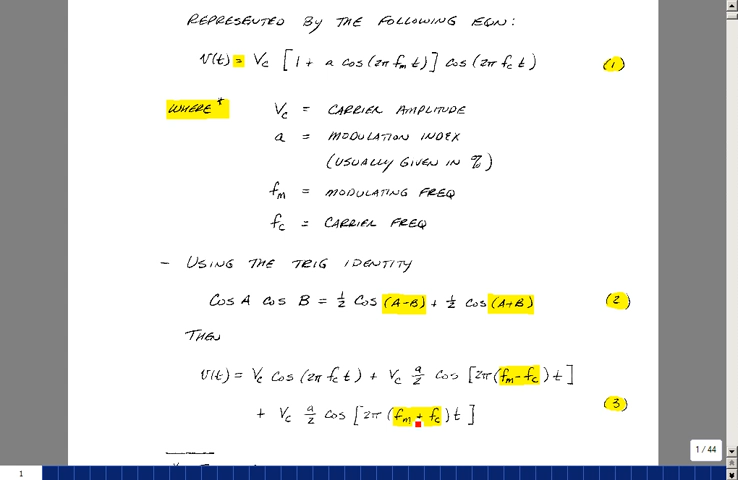 REPRESENTED BY THE FOLLOWING EQN:
v(t) = Vc [1 + a cos(2π fm t)] cos(2π fc t) (1)
WHERE* Vc = CARRIER AMPLITUDE
a = MODULATION INDEX
(USUALLY GIVEN IN %)
fm = MODULATING FREQ
fc = CARRIER FREQ
- USING THE TRIG IDENTITY
COS A COS B = 1/2 COS (A-B) + 1/2 COS (A+B) (2)
THEN
v(t) = Vc COS (2π fc t) + Vc a/2 COS [2π(fm - fc)t]
+ Vc a/2 COS [2π (fm + fc)t] (3)
1 / 44
1